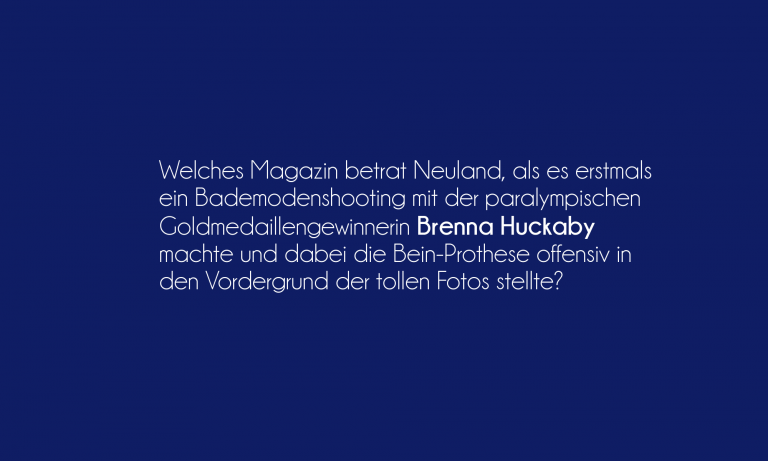 Welches Magazin betrat Neuland, als es erstmals
ein Bademodenshooting mit der paralympischen
Goldmedaillengewinnerin Brenna Huckaby
machte und dabei die Bein-Prothese offensiv in
den Vordergrund der tollen Fotos stellte?